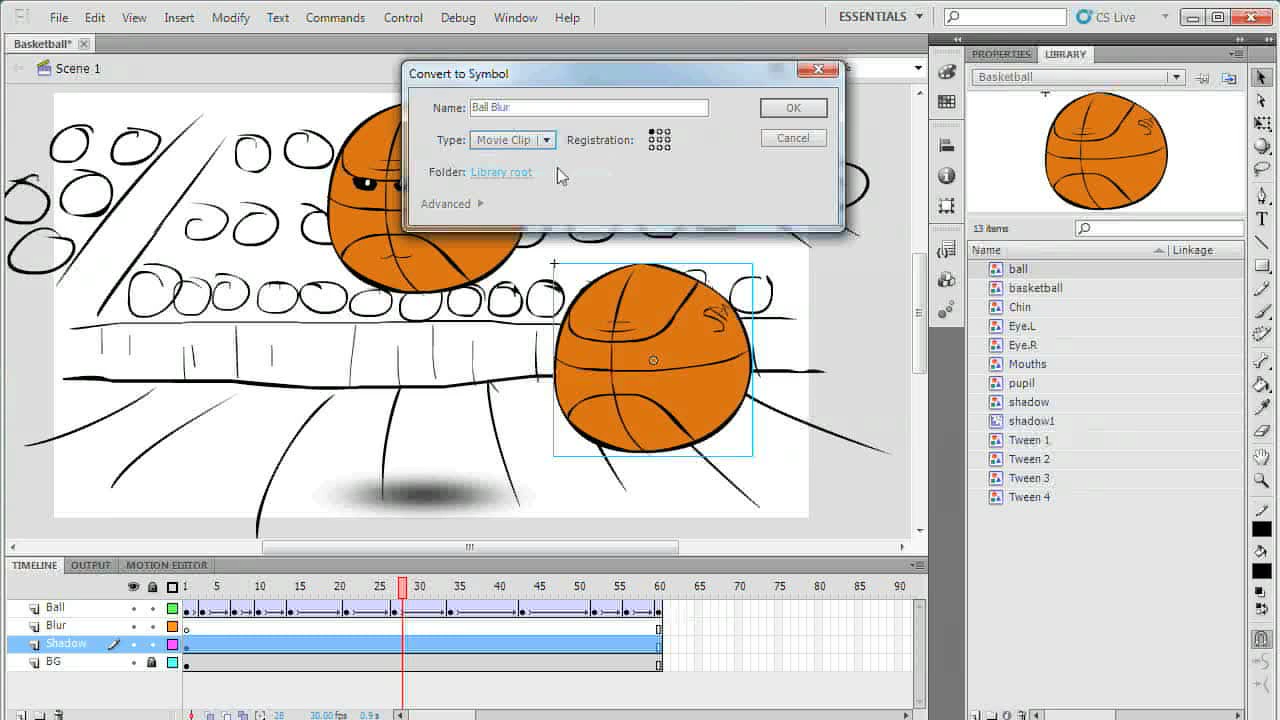 Fl File Edit View Insert Modify Text Commands Control Debug Window Help ESSENTIALS CS Live
Basketball*
Scene 1
Convert to Symbol
Name: Ball Blur
OK
Type: Movie Clip Registration:
Cancel
Folder: Library root
Advanced
PROPERTIES LIBRARY
Basketball
13 items
Name Linkage
ball
basketball
Chin
Eye.L
Eye.R
Mouths
pupil
shadow
shadow1
Tween 1
Tween 2
Tween 3
Tween 4
TIMELINE OUTPUT MOTION EDITOR
1 5 10 15 20 25 30 35 40 45 50 55 60 65 70 75 80 85 90
Ball
Blur
Shadow
BG
28 30.00 fps 0.9s